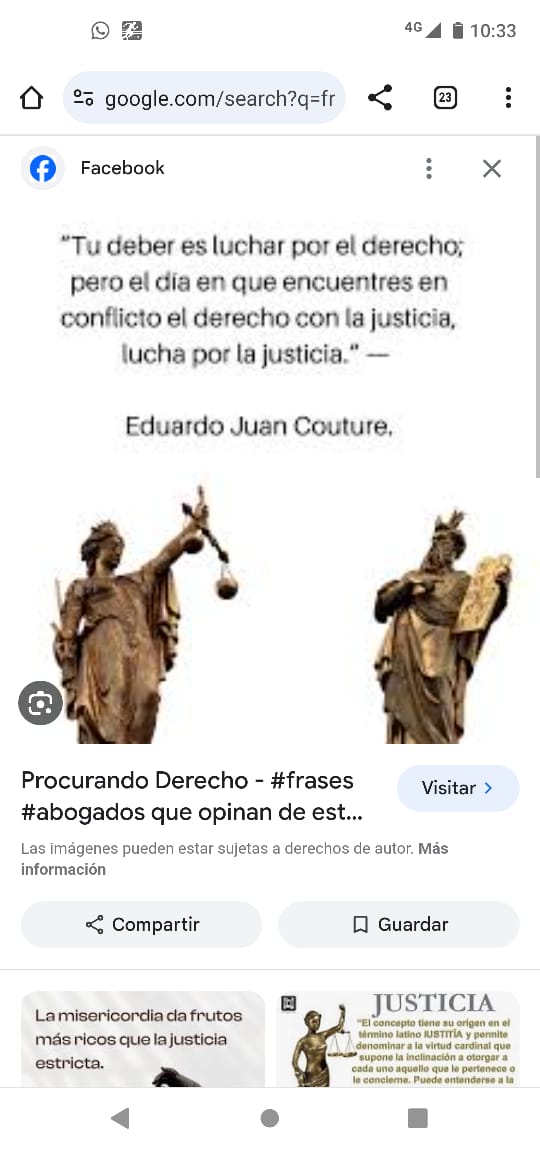 4G 10:33
google.com/search?q=fr
23
Facebook
"Tu deber es luchar por el derecho;
pero el día en que encuentres en
conflicto el derecho con la justicia,
lucha por la justicia." —
Eduardo Juan Couture.
Procurando Derecho - #frases
#abogados que opinan de est...
Visitar
Las imágenes pueden estar sujetas a derechos de autor. Más
información
Compartir
Guardar
La misericordia da frutos
más ricos que la justicia
estricta.
JUSTICIA
"El concepto tiene su origen en el
término latino IUSTITÍA y permite
denominar a la virtud cardinal que
supone la inclinación a otorgar a
cada uno aquello que le pertenece o
le concierne. Puede entenderse a la